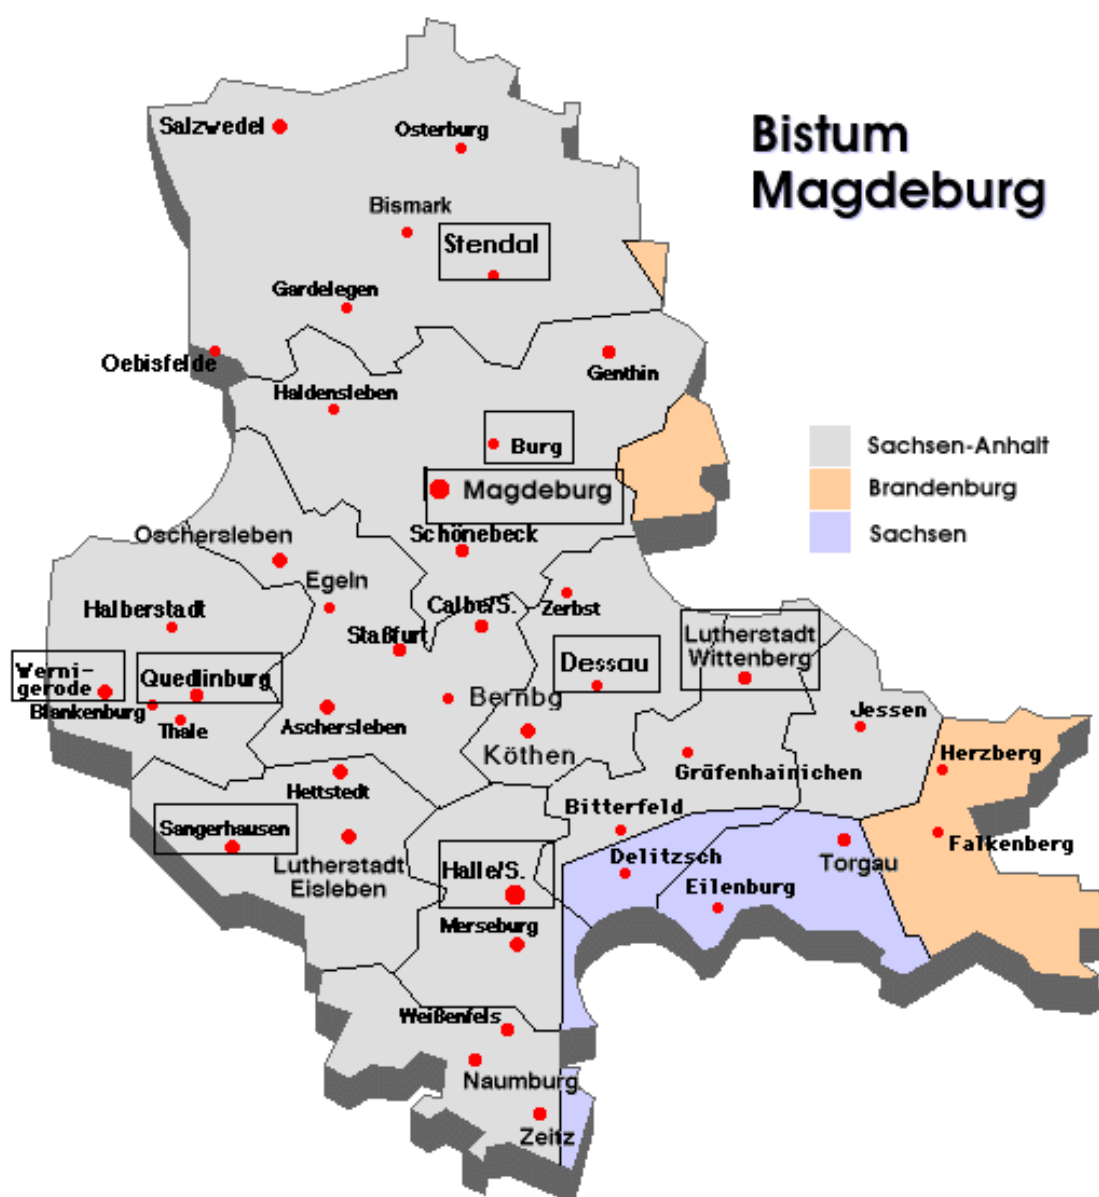 Bistum
Magdeburg
Salzwedel
Osterburg
Bismark
Stendal
Gardelegen
Oebisfelde
Genthin
Haldensleben
Burg
Sachsen-Anhalt
Magdeburg
Brandenburg
Oschersleben
Schönebeck
Sachsen
Egeln
Halberstadt
Calbe/S.
Zerbst
Staßfurt
Lutherstadt
Wittenberg
Dessau
Werni-
gerode
Quedlinburg
Blankenburg
Thale
Aschersleben
Bernbg
Jessen
Köthen
Herzberg
Gräfenhainichen
Hettstedt
Bitterfeld
Sangerhausen
Falkenberg
Lutherstadt
Eisleben
Halle/S.
Delitzsch
Torgau
Eilenburg
Merseburg
Weißenfels
Naumburg
Zeitz